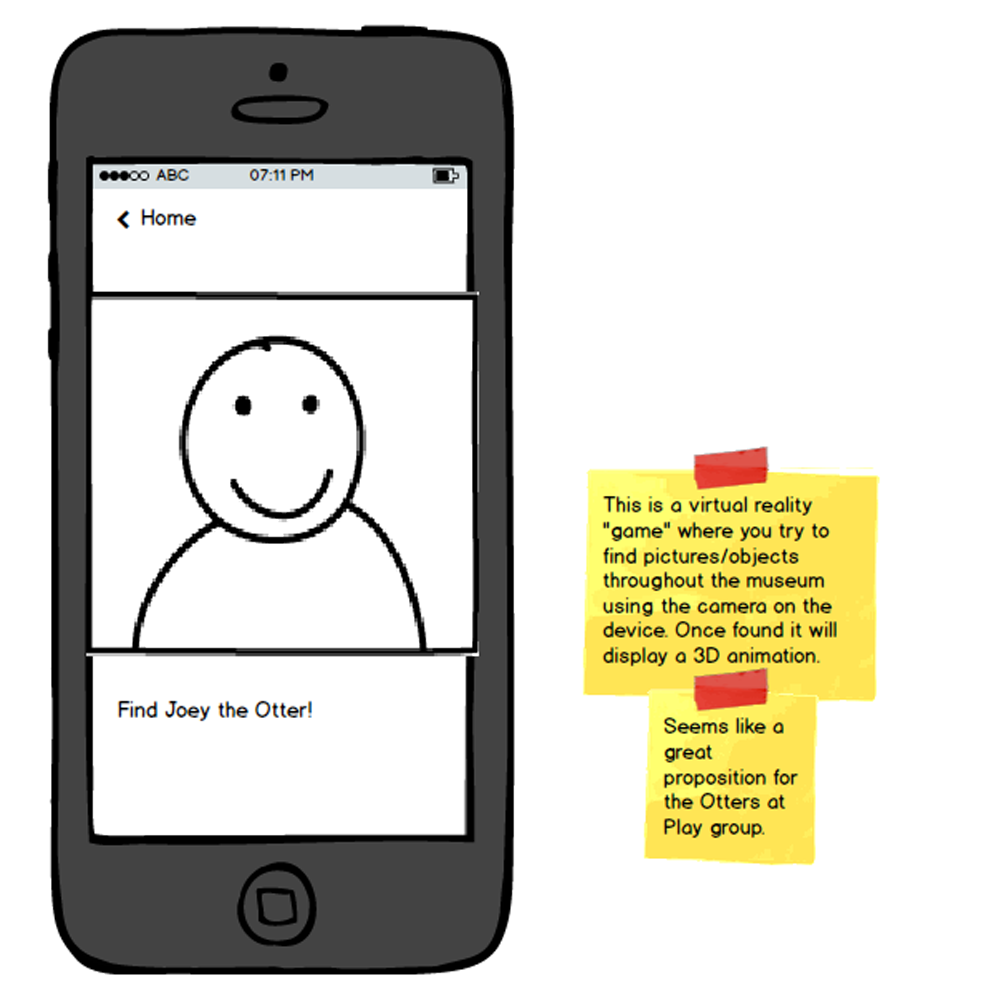 ABC 07:11 PM
Home
Find Joey the Otter!
This is a virtual reality
"game" where you try to
find pictures/objects
throughout the museum
using the camera on the
device. Once found it will
display a 3D animation.
Seems like a
great
proposition for
the Otters at
Play group.